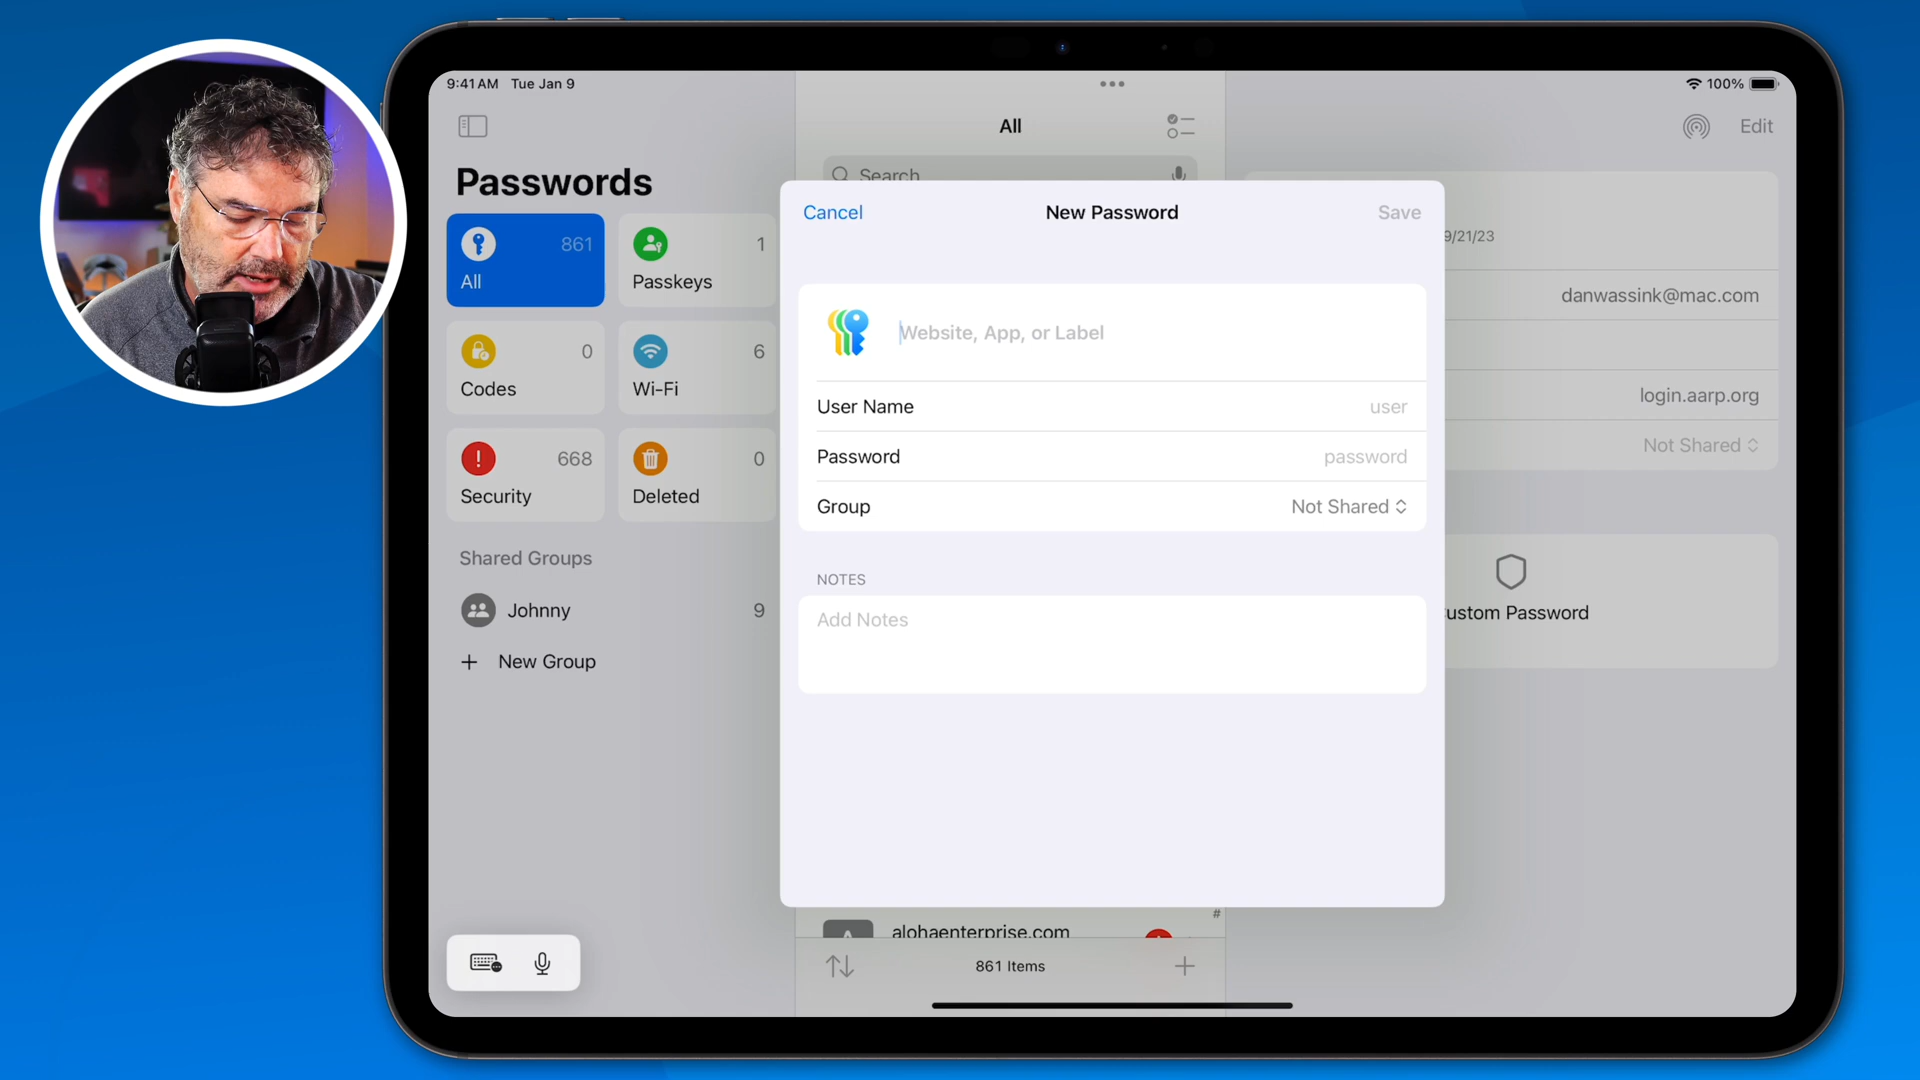 9:41 AM Tue Jan 9
100%
All
Edit
Passwords
Search
861
All
1
Passkeys
0
Codes
6
Wi-Fi
668
Security
0
Deleted
Shared Groups
Johnny 9
+ New Group
Cancel
New Password
Save
Website, App, or Label
User Name
user
Password
password
Group
Not Shared
NOTES
Add Notes
9/21/23
danwassink@mac.com
login.aarp.org
Not Shared
ustom Password
#
alohaenterprise.com
861 Items